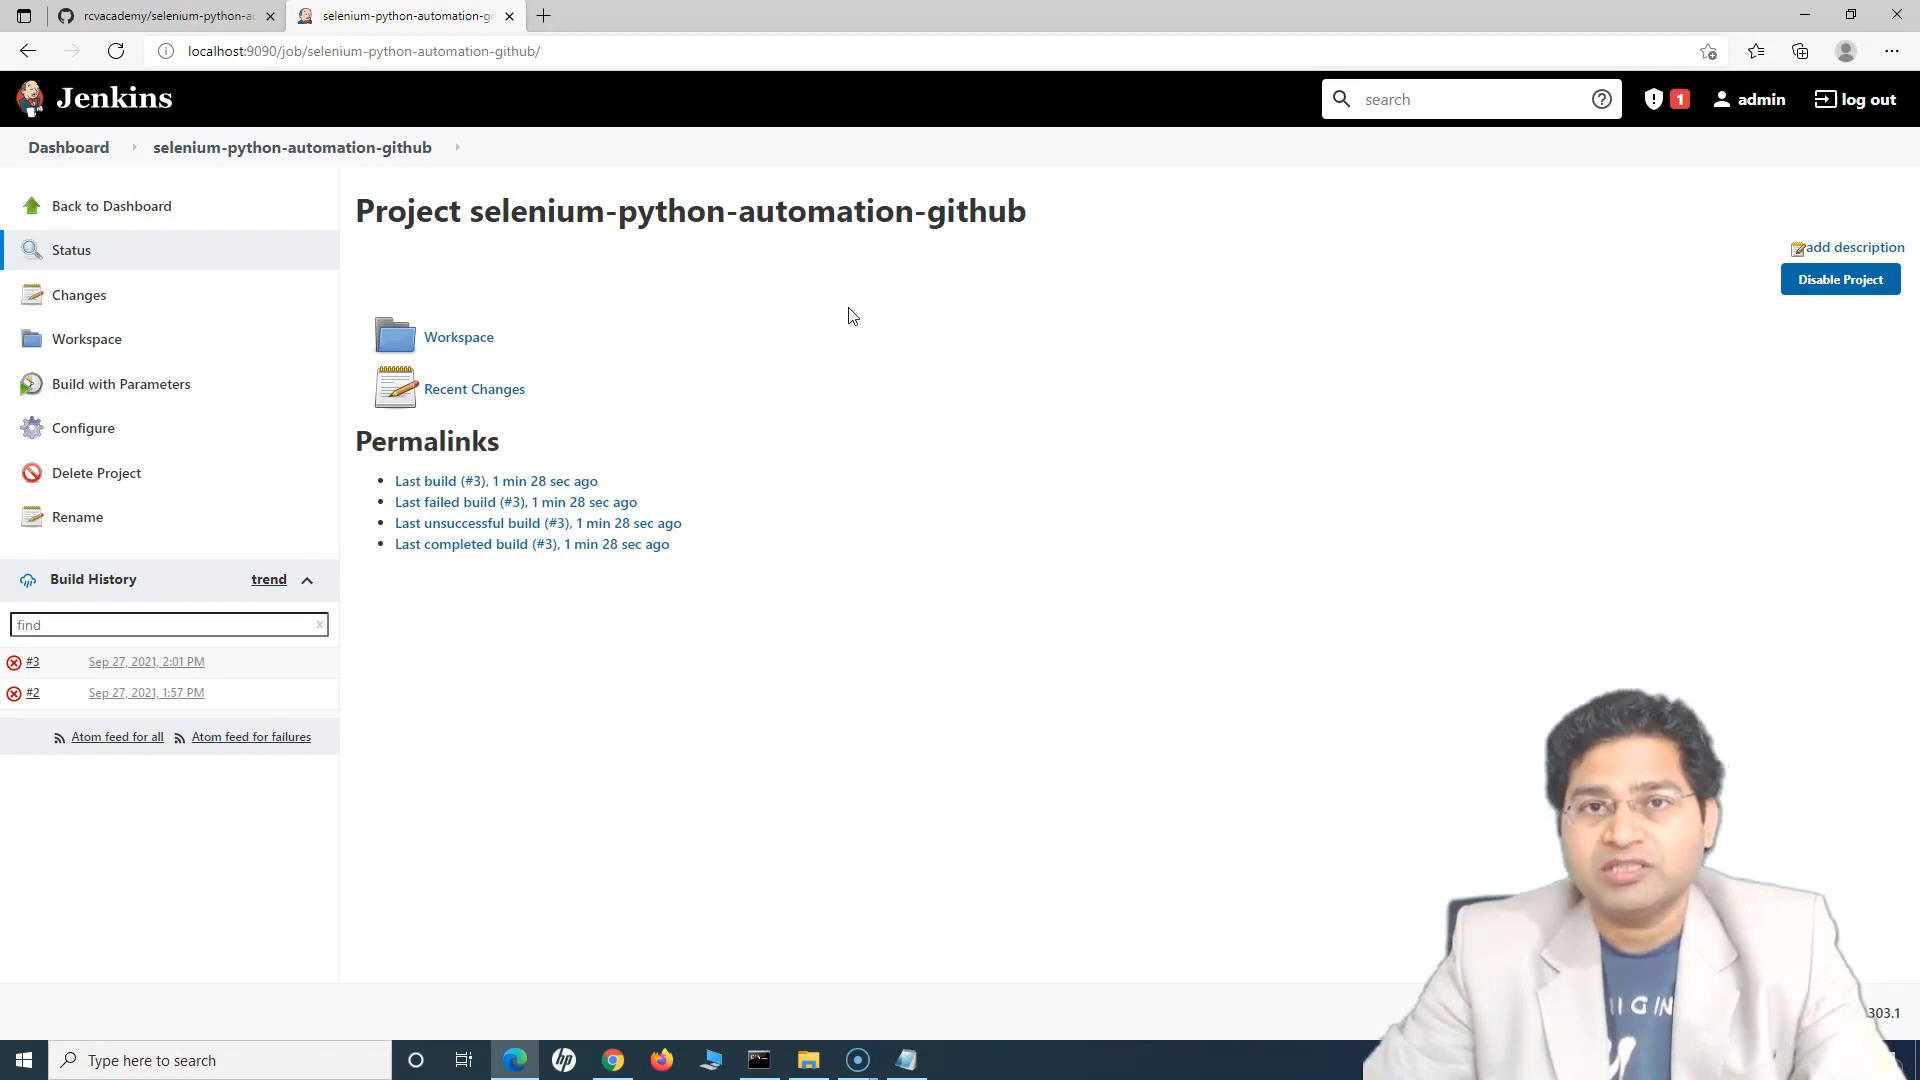 rcvacademy/selenium-python-au
selenium-python-automation-gi
localhost:9090/job/selenium-python-automation-github/
Jenkins
search
1
admin
log out
Dashboard
selenium-python-automation-github
Back to Dashboard
Status
Changes
Workspace
Build with Parameters
Configure
Delete Project
Rename
Project selenium-python-automation-github
add description
Disable Project
Workspace
Recent Changes
Permalinks
Last build (#3), 1 min 28 sec ago
Last failed build (#3), 1 min 28 sec ago
Last unsuccessful build (#3), 1 min 28 sec ago
Last completed build (#3), 1 min 28 sec ago
Build History
trend
find
x
#3 Sep 27, 2021, 2:01 PM
#2 Sep 27, 2021, 1:57 PM
Atom feed for all Atom feed for failures
303.1
Type here to search
hp